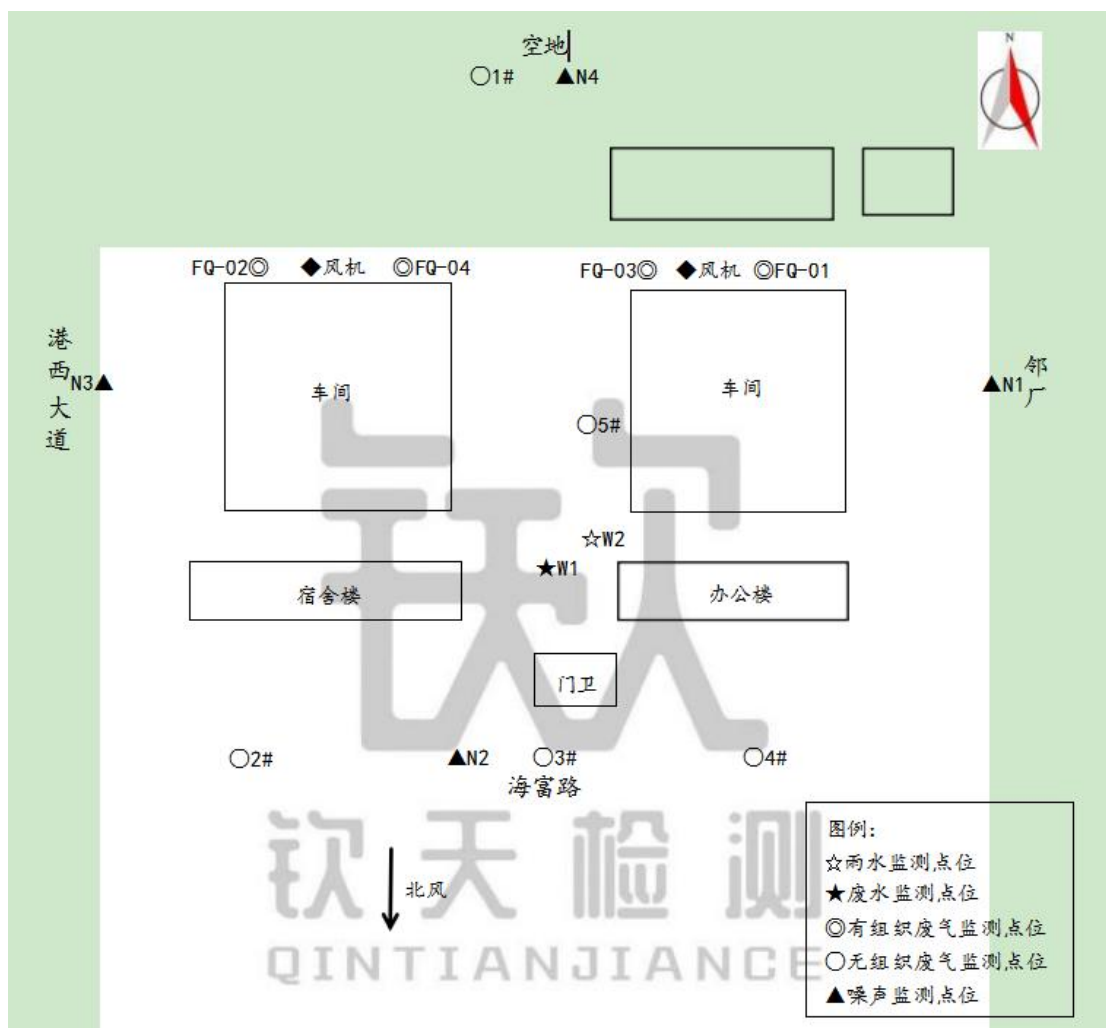 空地
○1# ▲N4
N
FQ-02◎ ◆风机 ◎FQ-04
FQ-03◎ ◆风机 ◎FQ-01
港西大道
N3▲
车间
车间
▲N1
邻厂
○5#
☆W2
★W1
宿舍楼
办公楼
门卫
○2# ▲N2 ○3# ○4#
海富路
北风
钦天检测
QINTIANJIANCE
图例:
☆雨水监测点位
★废水监测点位
◎有组织废气监测点位
○无组织废气监测点位
▲噪声监测点位